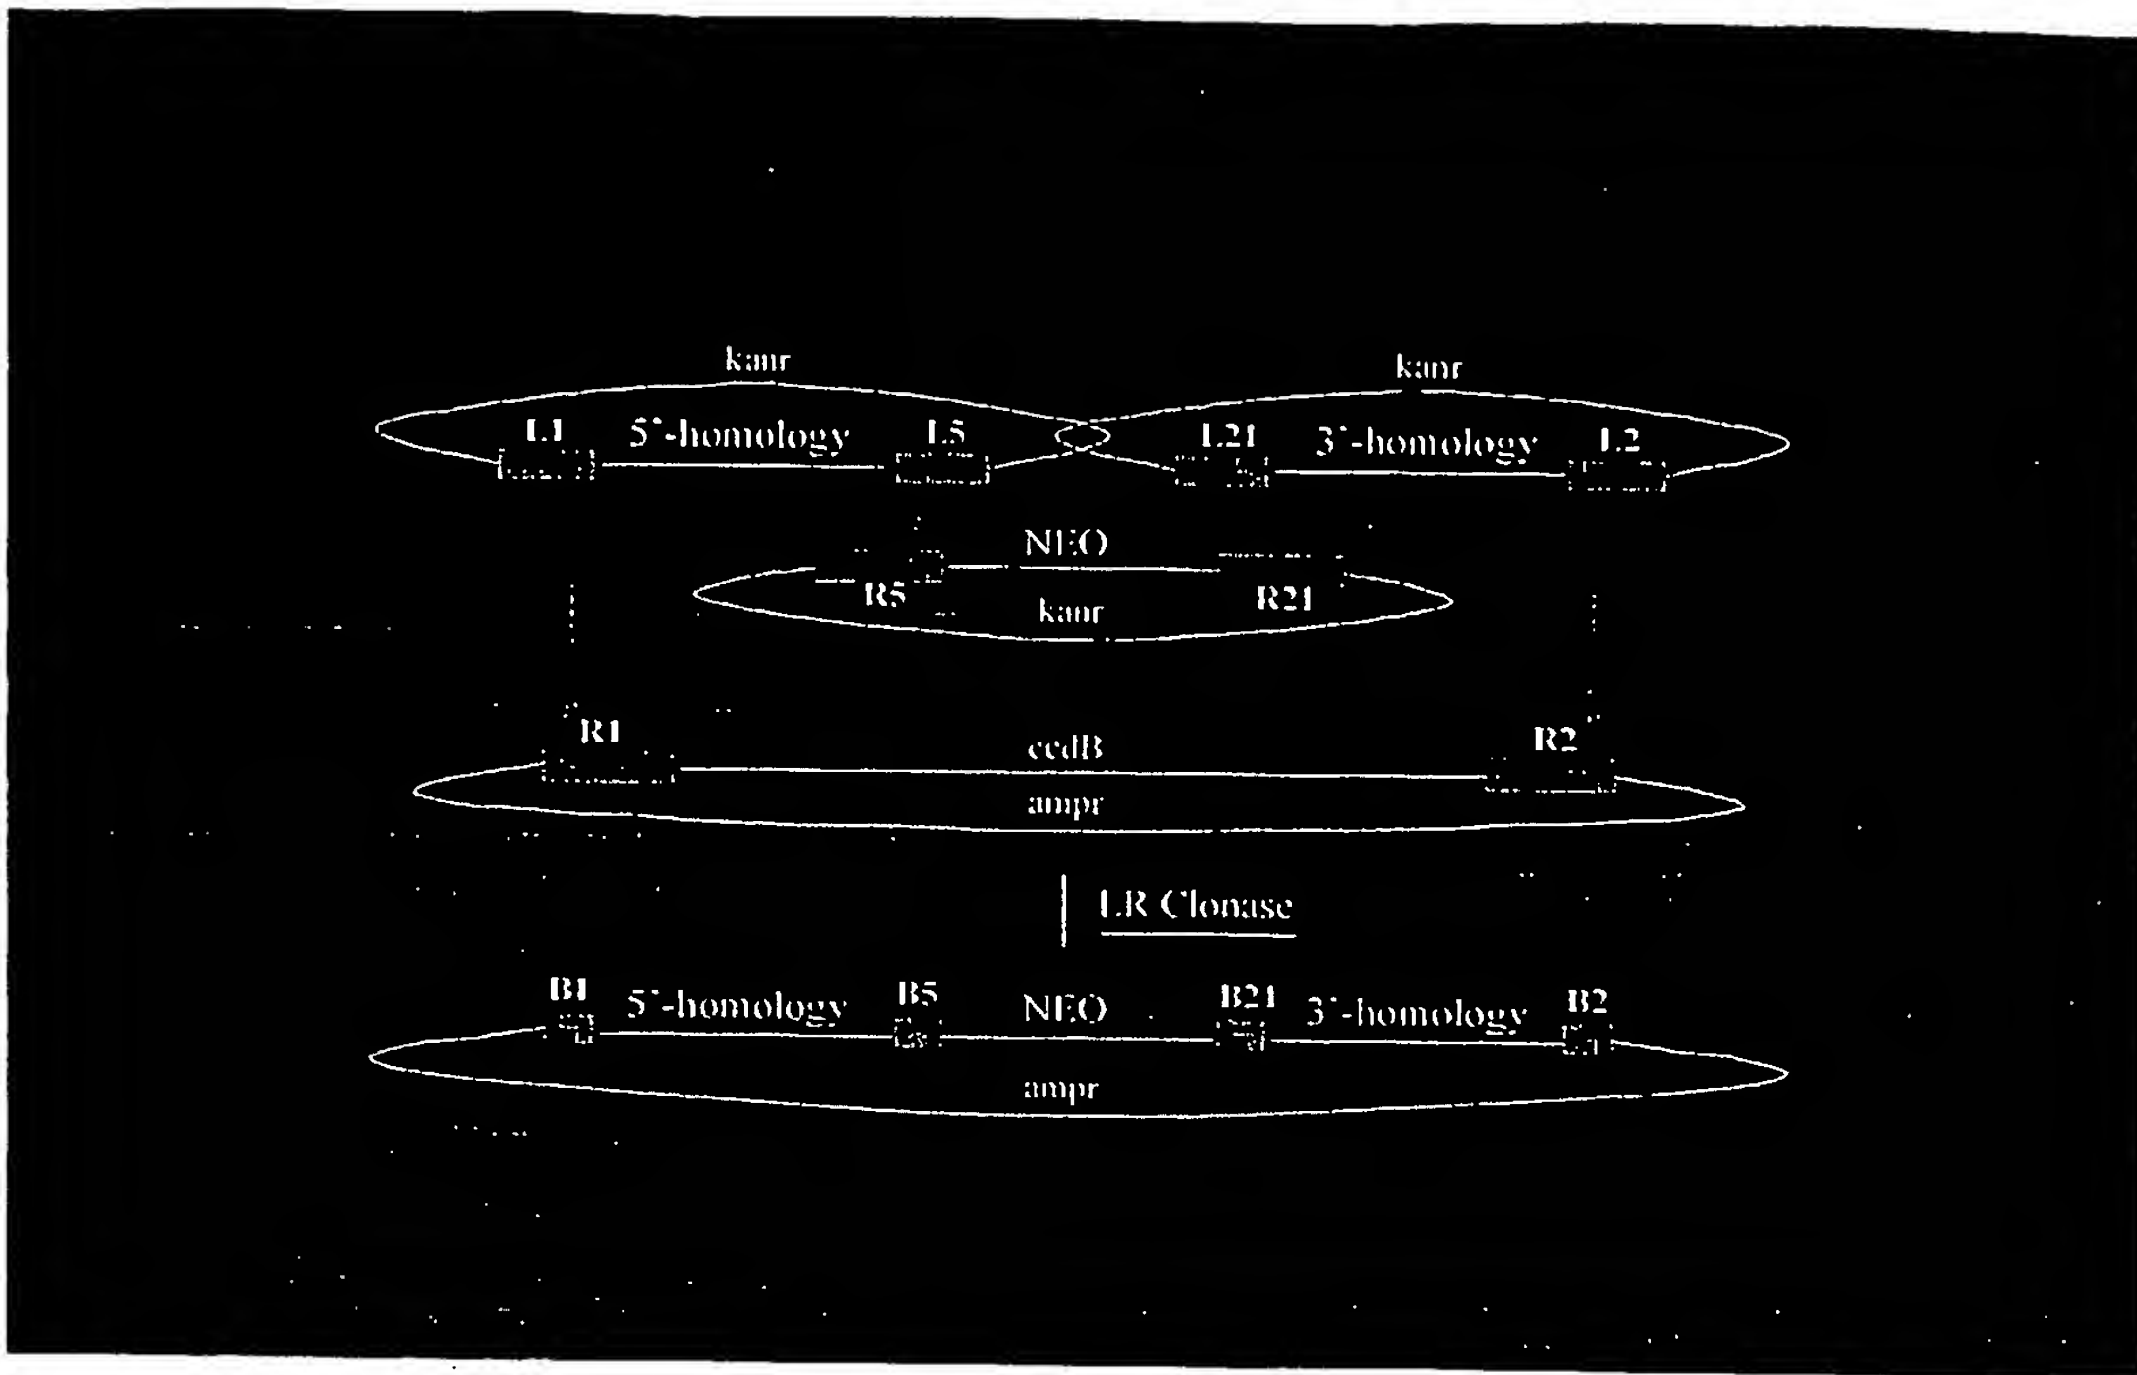 kanr kanr
L1 5'-homology L5 L21 3'-homology L2
NEO
R5 R21
kanr
R1 R2
ccdB
ampr
LR Clonase
B1 5'-homology B5 NEO B21 3'-homology B2
ampr